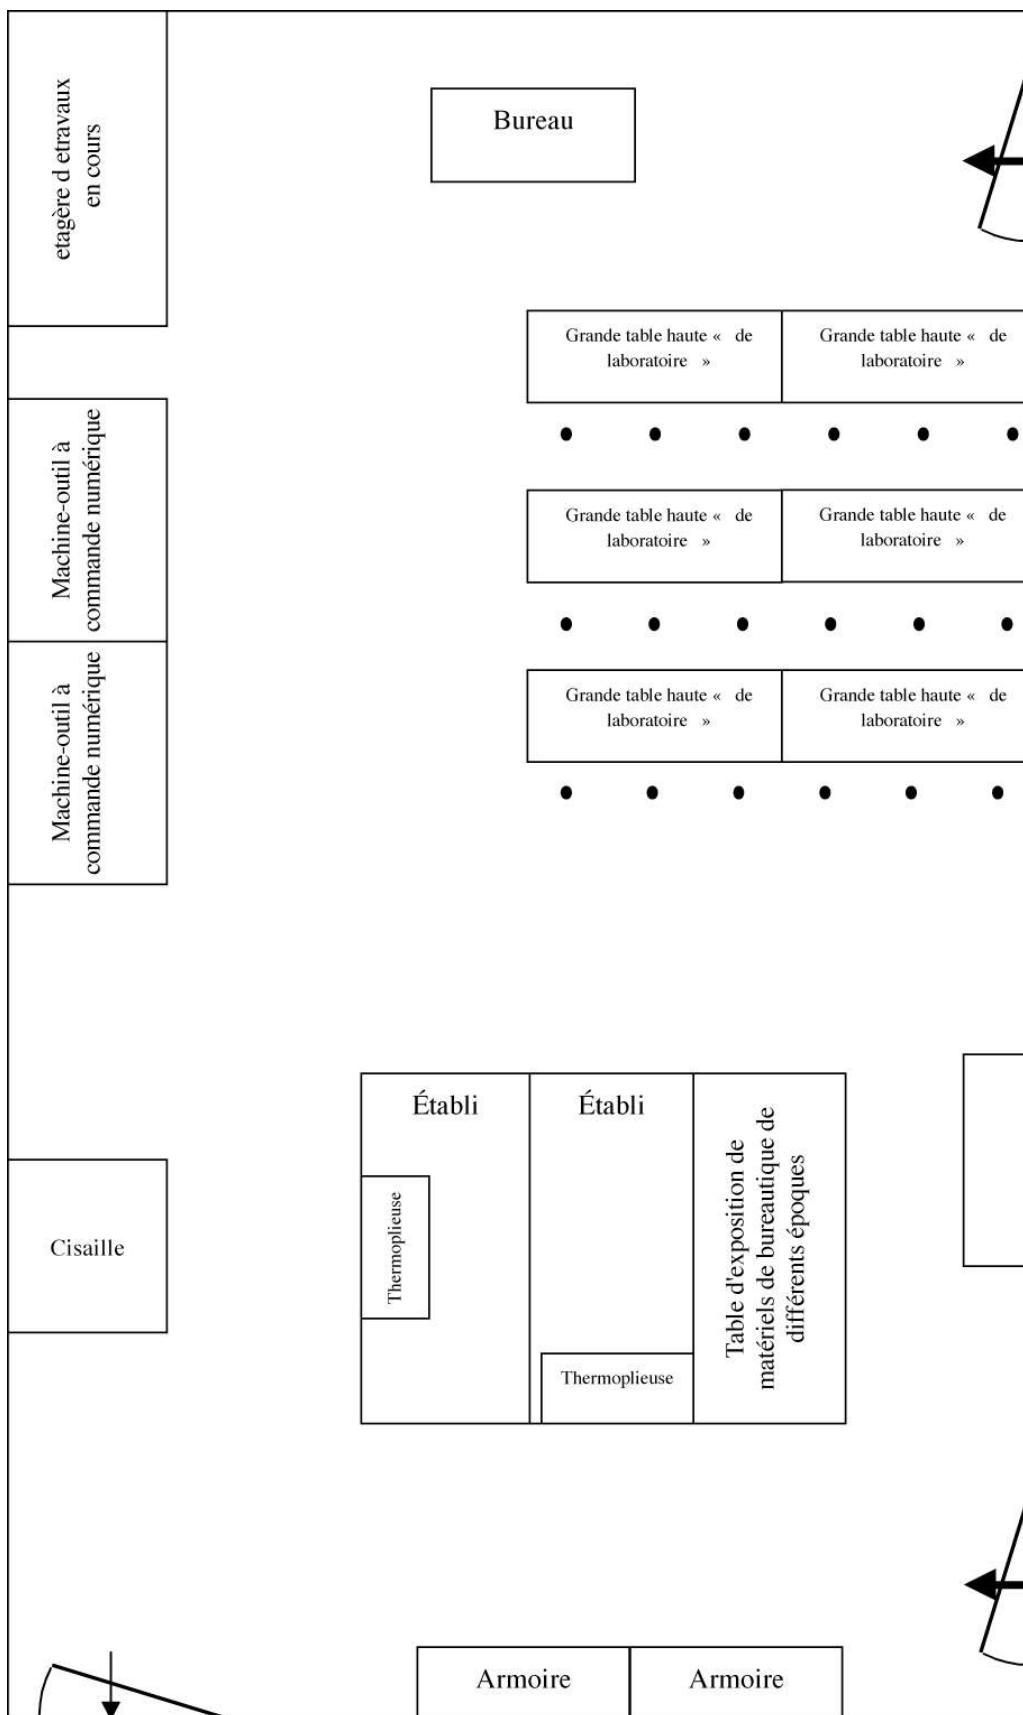 etagère d etravaux
en cours
Bureau
Grande table haute « de
laboratoire »
Grande table haute « de
laboratoire »
Machine-outil à
commande numérique
Grande table haute « de
laboratoire »
Grande table haute « de
laboratoire »
Machine-outil à
commande numérique
Grande table haute « de
laboratoire »
Grande table haute « de
laboratoire »
Établi
Établi
Table d'exposition de
matériels de bureautique de
différents époques
Thermoplieuse
Cisaille
Thermoplieuse
Armoire
Armoire